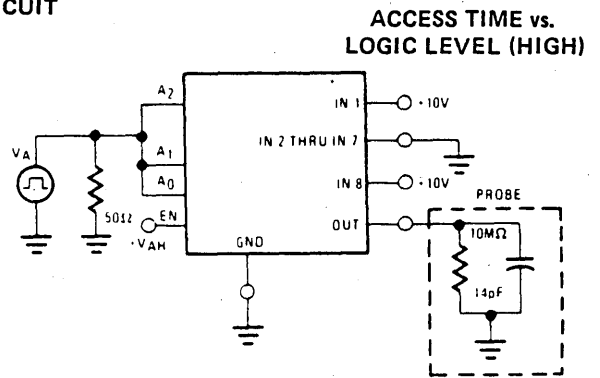 CUIT
ACCESS TIME vs.
LOGIC LEVEL (HIGH)
A2
IN 1
·10V
IN 2 THRU IN 7
VA
A1
A0
IN 8
·10V
PROBE
50Ω
EN
·VAH
OUT
GND
10MΩ
14pF